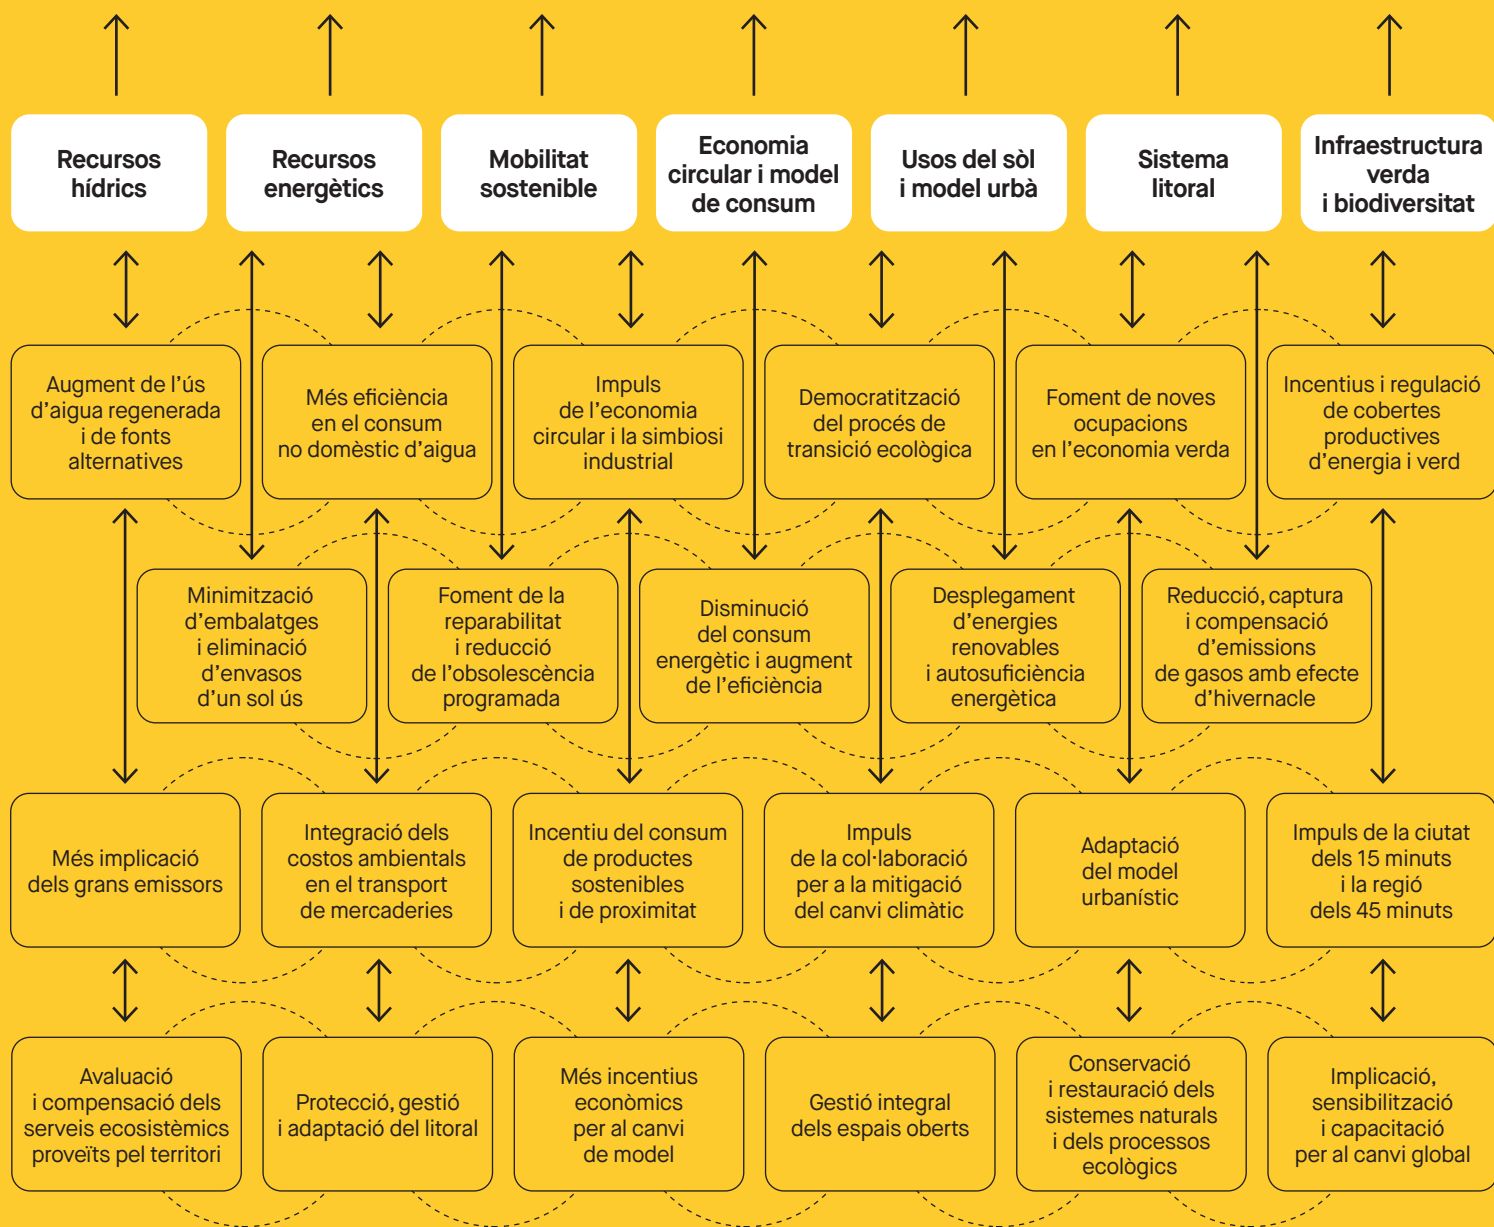 Recursos
hídrics
Recursos
energètics
Mobilitat
sostenible
Economia
circular i model
de consum
Usos del sòl
i model urbà
Sistema
litoral
Infraestructura
verda
i biodiversitat
Augment de l'ús
d'aigua regenerada
i de fonts
alternatives
Més eficiència
en el consum
no domèstic d'aigua
Impuls
de l'economia
circular i la simbiosi
industrial
Democratització
del procés de
transició ecològica
Foment de noves
ocupacions
en l'economia verda
Incentius i regulació
de cobertes
productives
d'energia i verd
Minimització
d'embalatges
i eliminació
d'envasos
d'un sol ús
Foment de la
reparabilitat
i reducció
de l'obsolescència
programada
Disminució
del consum
energètic i augment
de l'eficiència
Desplegament
d'energies
renovables
i autosuficiència
energètica
Reducció, captura
i compensació
d'emissions
de gasos amb efecte
d'hivernacle
Més implicació
dels grans emissors
Integració dels
costos ambientals
en el transport
de mercaderies
Incentiu del consum
de productes
sostenibles
i de proximitat
Impuls
de la col·laboració
per a la mitigació
del canvi climàtic
Adaptació
del model
urbanístic
Impuls de la ciutat
dels 15 minuts
i la regió
dels 45 minuts
Avaluació
i compensació dels
serveis ecosistèmics
proveïts pel territori
Protecció, gestió
i adaptació del litoral
Més incentius
econòmics
per al canvi
de model
Gestió integral
dels espais oberts
Conservació
i restauració dels
sistemes naturals
i dels processos
ecològics
Implicació,
sensibilització
i capacitació
per al canvi global